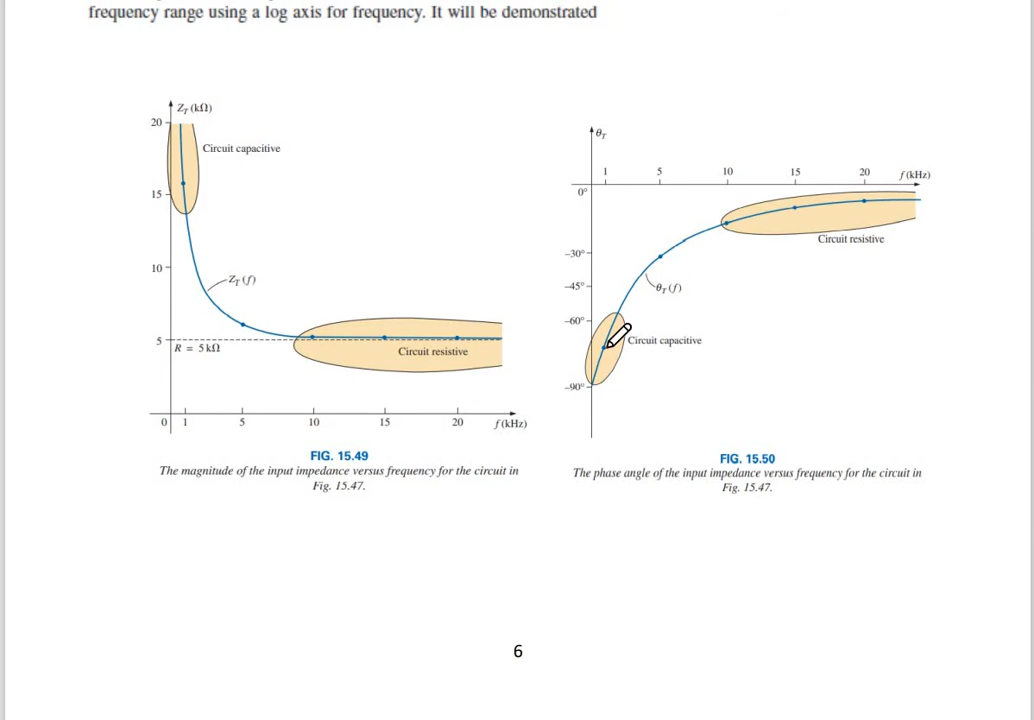 frequency range using a log axis for frequency. It will be demonstrated
Z_T (kΩ)
20
Circuit capacitive
15
10
Z_T (f)
5
R = 5 kΩ
Circuit resistive
0 1 5 10 15 20 f (kHz)
FIG. 15.49
The magnitude of the input impedance versus frequency for the circuit in
Fig. 15.47.
θ_T
1 5 10 15 20 f (kHz)
0°
Circuit resistive
–30°
–45°
θ_T (f)
–60°
Circuit capacitive
–90°
FIG. 15.50
The phase angle of the input impedance versus frequency for the circuit in
Fig. 15.47.
6